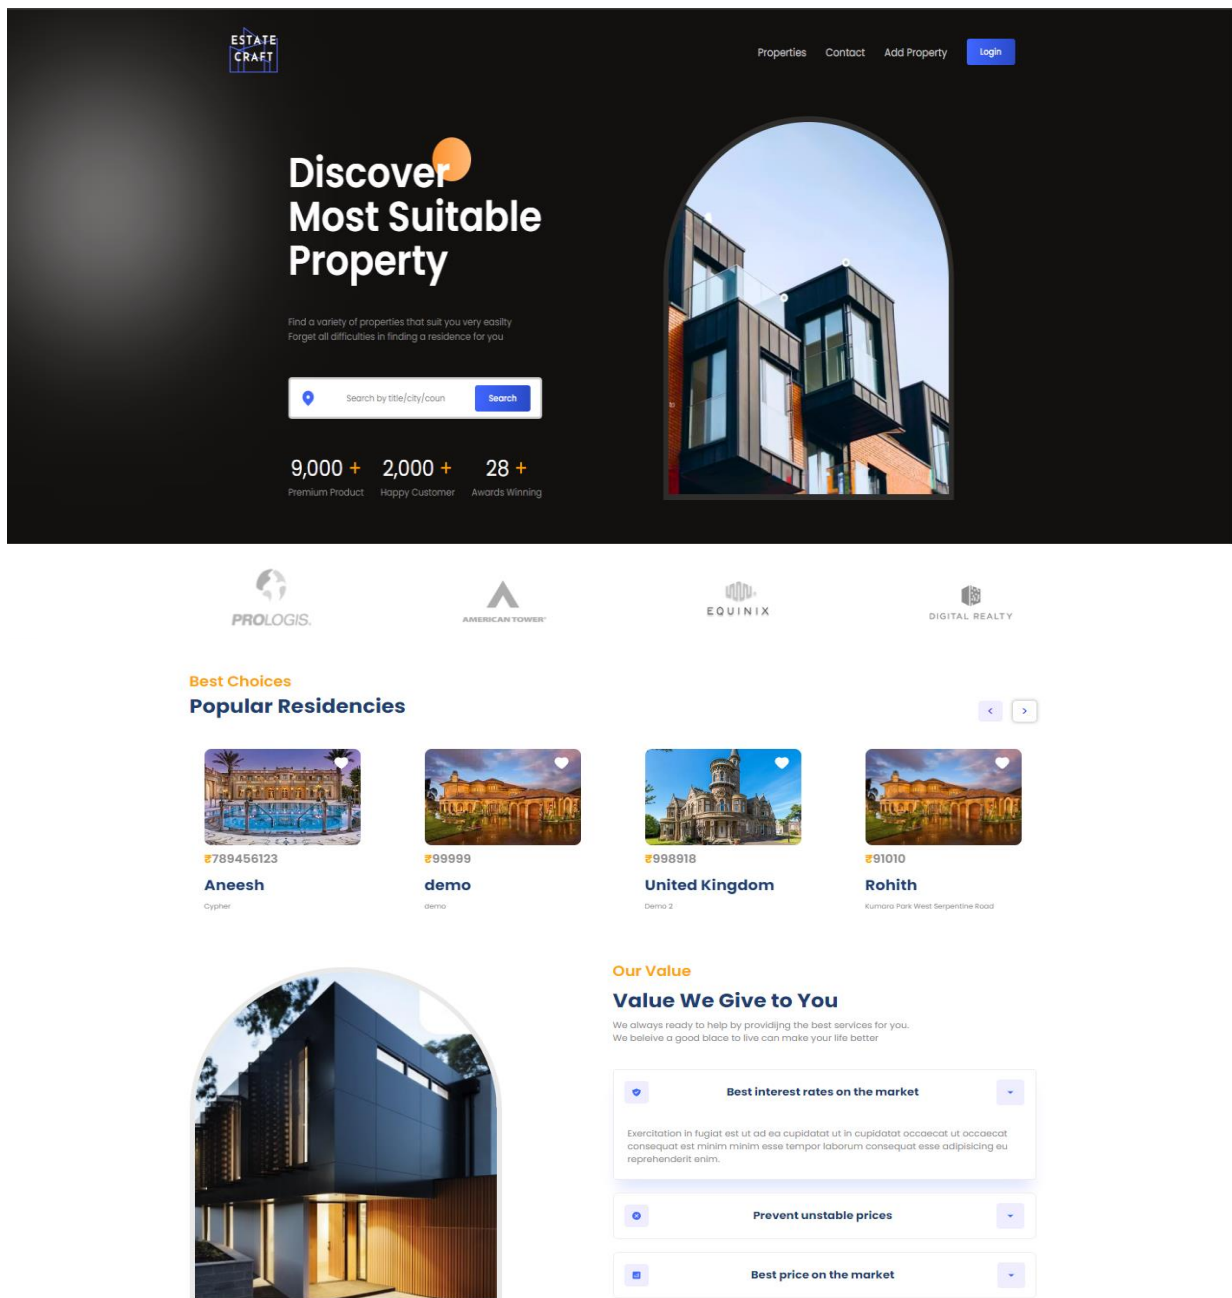 ESTATE
CRAFT
Properties Contact Add Property Login
Discover
Most Suitable
Property
Find a variety of properties that suit you very easilty
Forget all difficulties in finding a residence for you
Search by title/city/coun Search
9,000 + 2,000 + 28 +
Premium Product Happy Customer Awards Winning
PROLOGIS.
AMERICAN TOWER®
EQUINIX
DIGITAL REALTY
Best Choices
Popular Residencies
< >
₹789456123 ₹99999 ₹998918 ₹91010
Aneesh demo United Kingdom Rohith
Cypher demo Demo 2 Kumara Park West Serpentine Road
Our Value
Value We Give to You
We always ready to help by providijng the best services for you.
We beleive a good blace to live can make your life better
Best interest rates on the market
Exercitation in fugiat est ut ad ea cupidatat ut in cupidatat occaecat ut occaecat
consequat est minim minim esse tempor laborum consequat esse adipisicing eu
reprehenderit enim.
Prevent unstable prices
Best price on the market